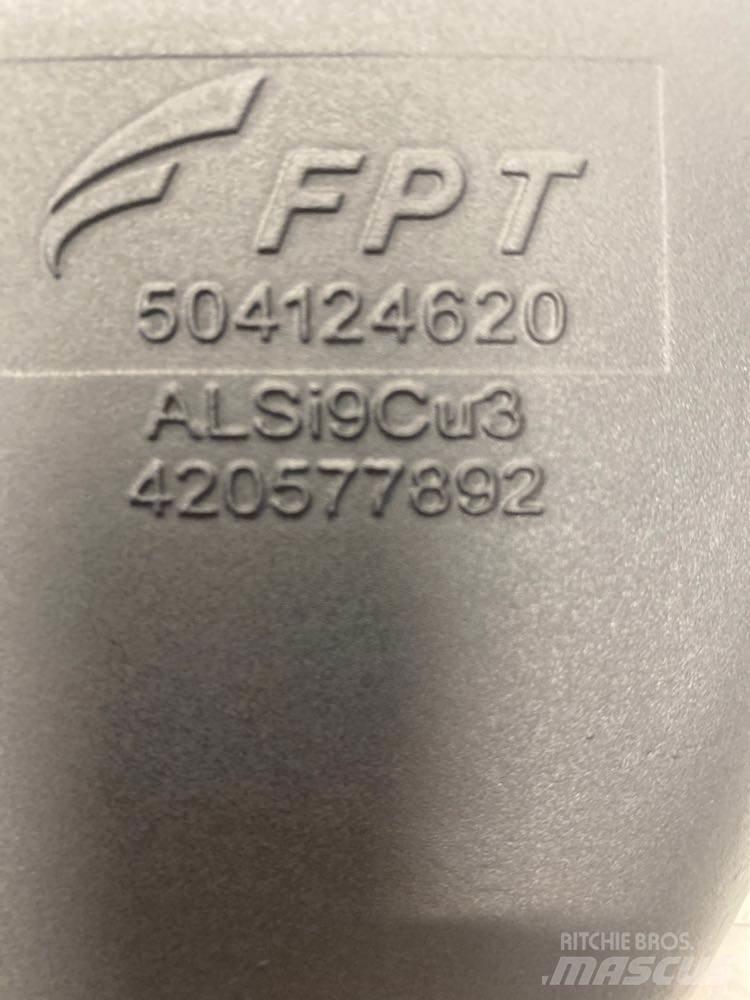 FPT
504124620
ALSi9Cu3
420577892
RITCHIE BROS.
MASCUS